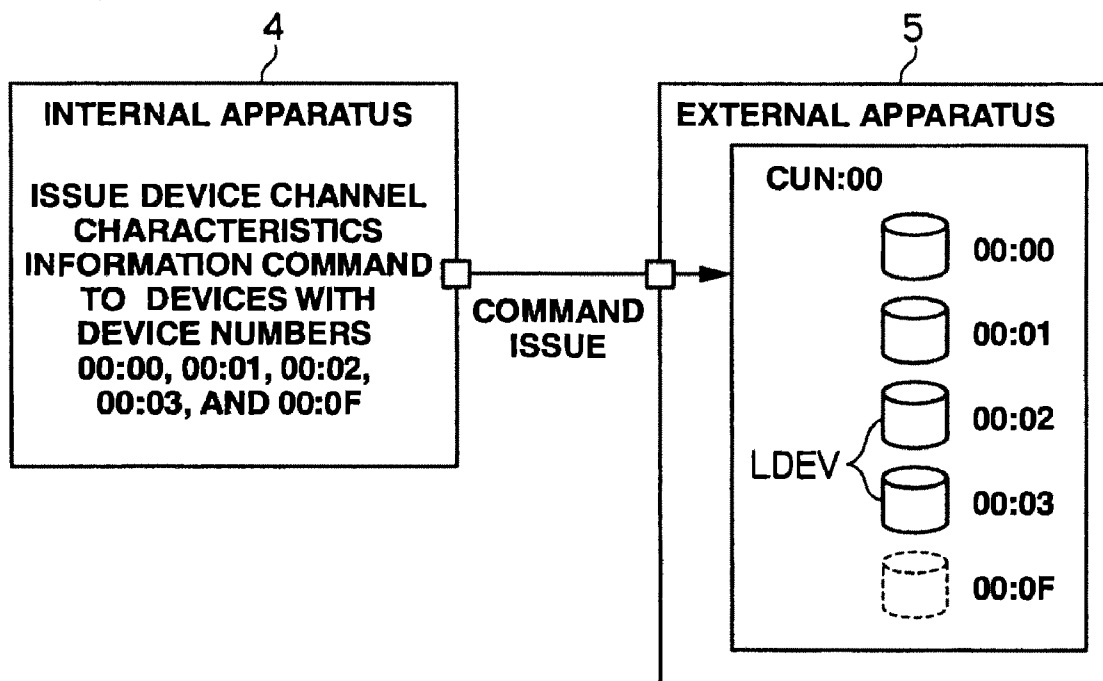 4
INTERNAL APPARATUS
ISSUE DEVICE CHANNEL
CHARACTERISTICS
INFORMATION COMMAND
TO DEVICES WITH
DEVICE NUMBERS
00:00, 00:01, 00:02,
00:03, AND 00:0F
COMMAND
ISSUE
5
EXTERNAL APPARATUS
CUN:00
00:00
00:01
00:02
LDEV
00:03
00:0F